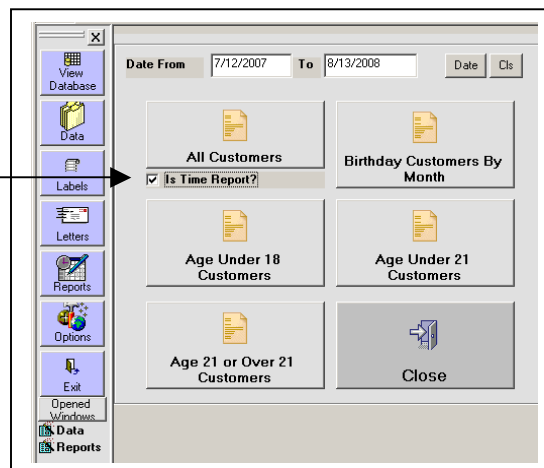 x
View
Database
Data
Labels
Letters
Reports
Options
Exit
Opened
Windows
Data
Reports
Date From 7/12/2007 To 8/13/2008 Date Cls
All Customers
Is Time Report?
Birthday Customers By
Month
Age Under 18
Customers
Age Under 21
Customers
Age 21 or Over 21
Customers
Close